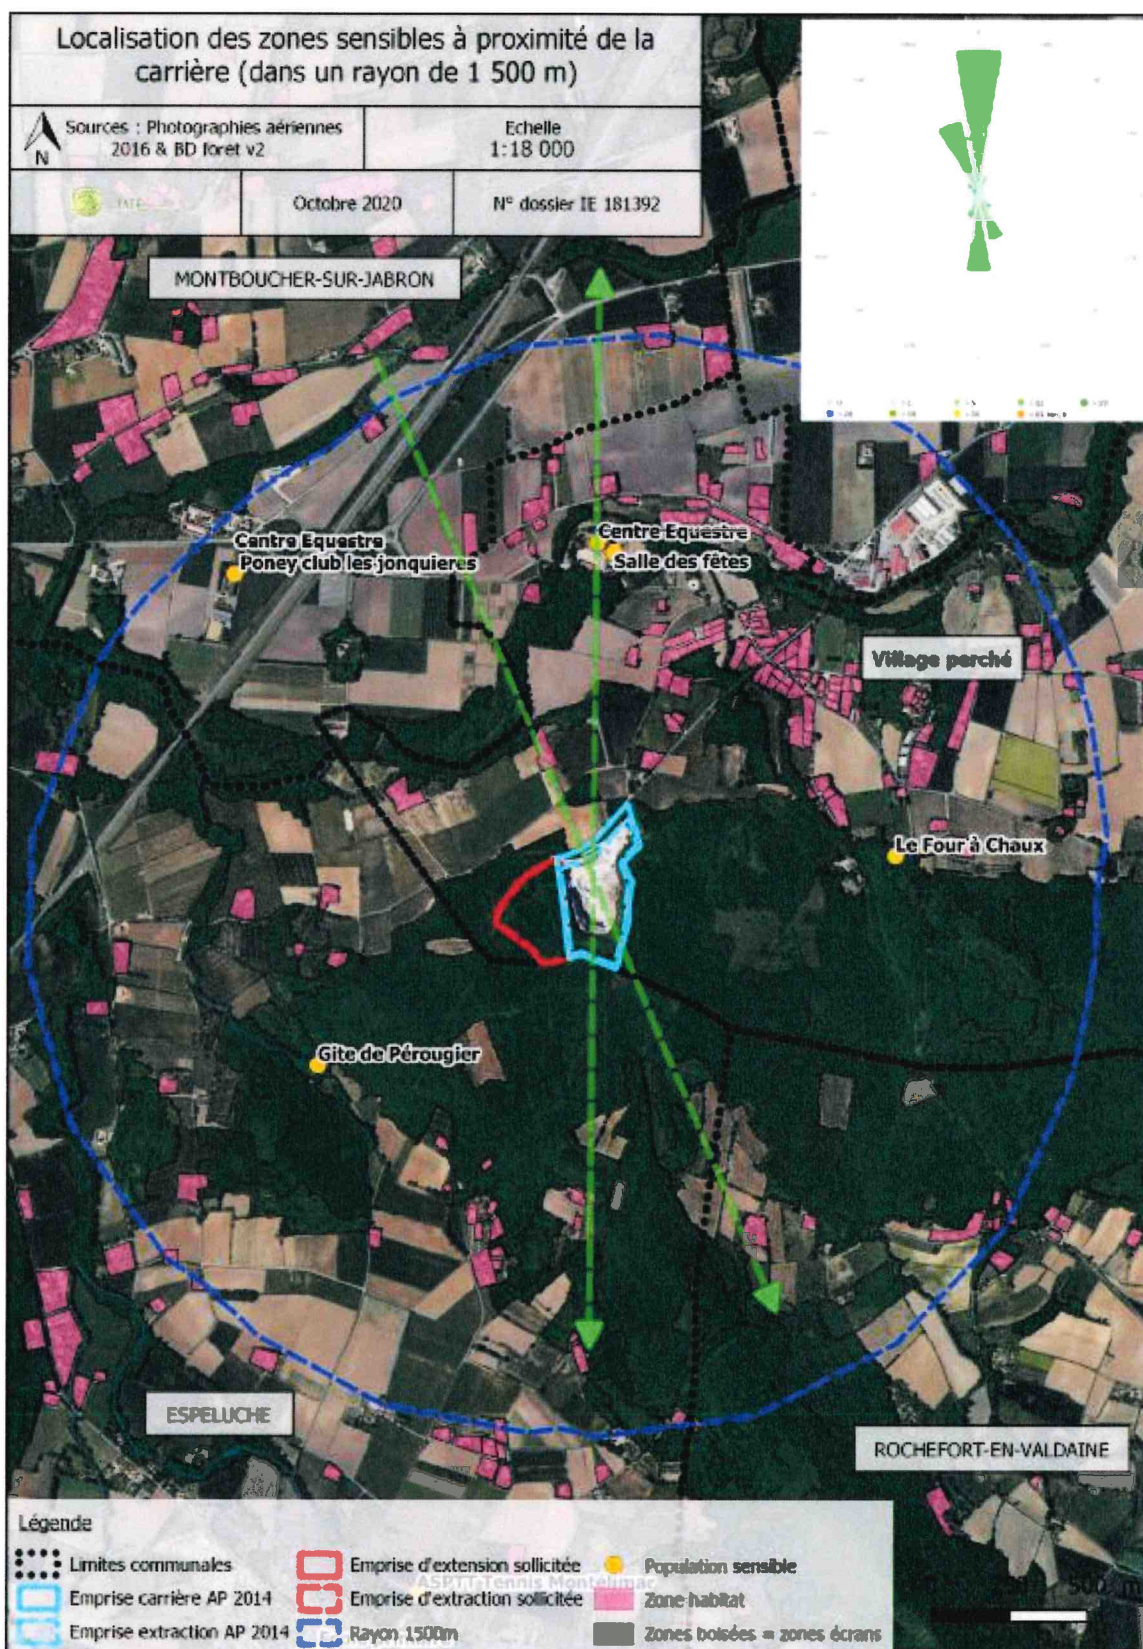 Localisation des zones sensibles à proximité de la
carrière (dans un rayon de 1 500 m)
N
Sources : Photographies aériennes
2016 & BD foret v2
Echelle
1:18 000
Octobre 2020
N° dossier IE 181392
MONTBOUCHER-SUR-JABRON
Centre Equestre
Poney club les jonquieres
Centre Equestre
Salle des fêtes
Village perché
Le Four à Chaux
Gite de Pérougier
ESPELUCHE
ROCHEFORT-EN-VALDAINE
Légende
Limites communales
Emprise carrière AP 2014
Emprise extraction AP 2014
Emprise d'extension sollicitée
ASPTT Tennis Montélimar
Emprise d'extraction sollicitée
Rayon 1500m
Population sensible
Zone habitat
Zones boisées = zones écrans
500 m